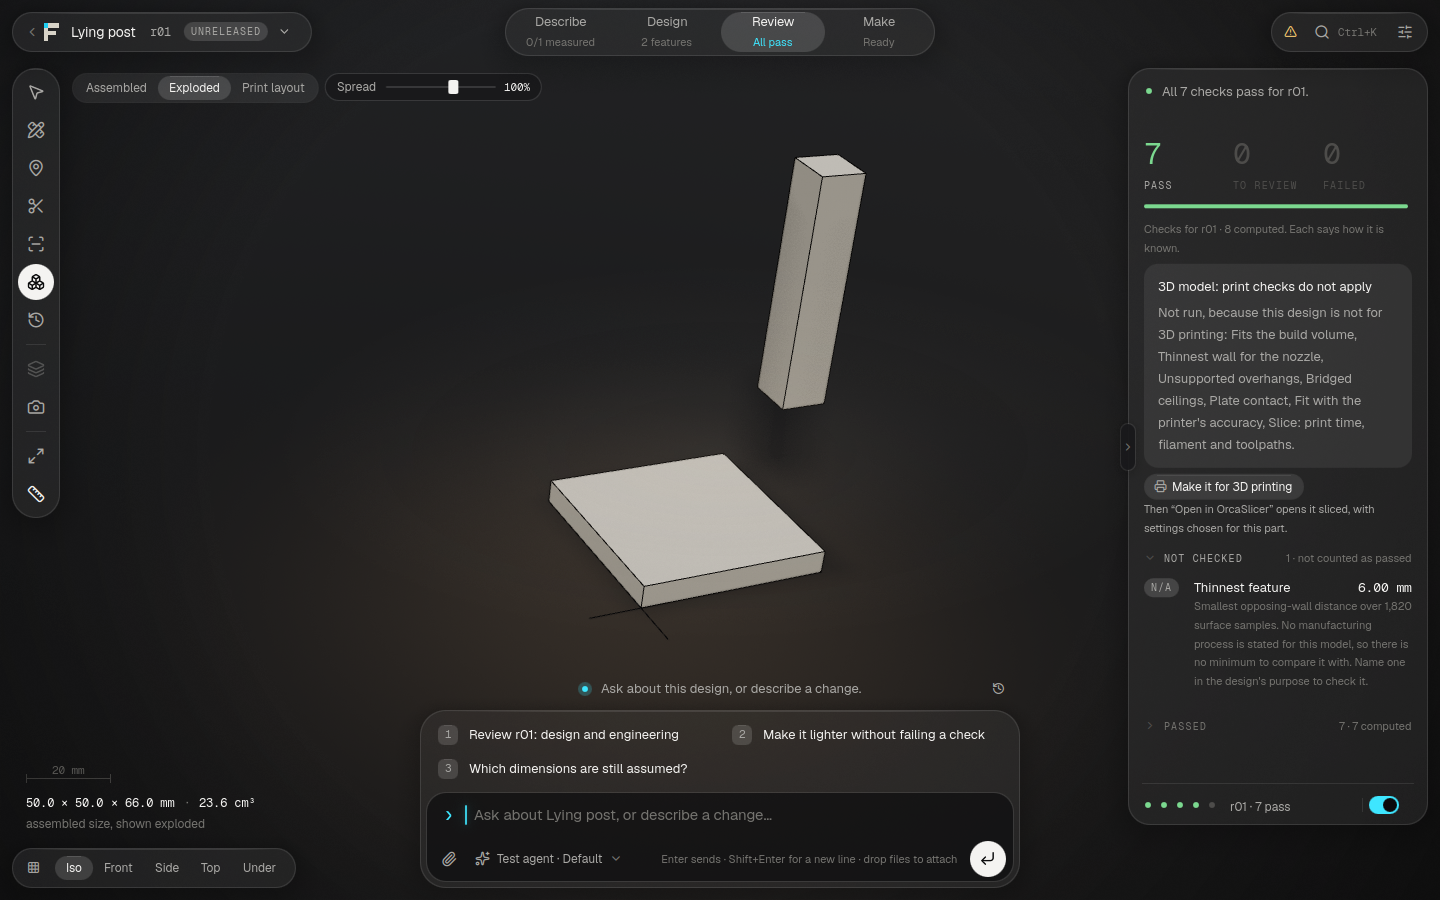 Lying post r01 UNRELEASED
Describe
0/1 measured
Design
2 features
Review
All pass
Make
Ready
Ctrl+K
Assembled Exploded Print layout Spread 100%
All 7 checks pass for r01.
7 0 0
PASS TO REVIEW FAILED
Checks for r01 · 8 computed. Each says how it is
known.
3D model: print checks do not apply
Not run, because this design is not for
3D printing: Fits the build volume,
Thinnest wall for the nozzle,
Unsupported overhangs, Bridged
ceilings, Plate contact, Fit with the
printer's accuracy, Slice: print time,
filament and toolpaths.
Make it for 3D printing
Then “Open in OrcaSlicer” opens it sliced, with
settings chosen for this part.
NOT CHECKED 1 · not counted as passed
N/A Thinnest feature 6.00 mm
Smallest opposing-wall distance over 1,820
surface samples. No manufacturing
process is stated for this model, so there is
no minimum to compare it with. Name one
in the design's purpose to check it.
PASSED 7 · 7 computed
r01 · 7 pass
Ask about this design, or describe a change.
1 Review r01: design and engineering
2 Make it lighter without failing a check
3 Which dimensions are still assumed?
Ask about Lying post, or describe a change...
Test agent · Default
Enter sends · Shift+Enter for a new line · drop files to attach
20 mm
50.0 × 50.0 × 66.0 mm · 23.6 cm³
assembled size, shown exploded
Iso Front Side Top Under